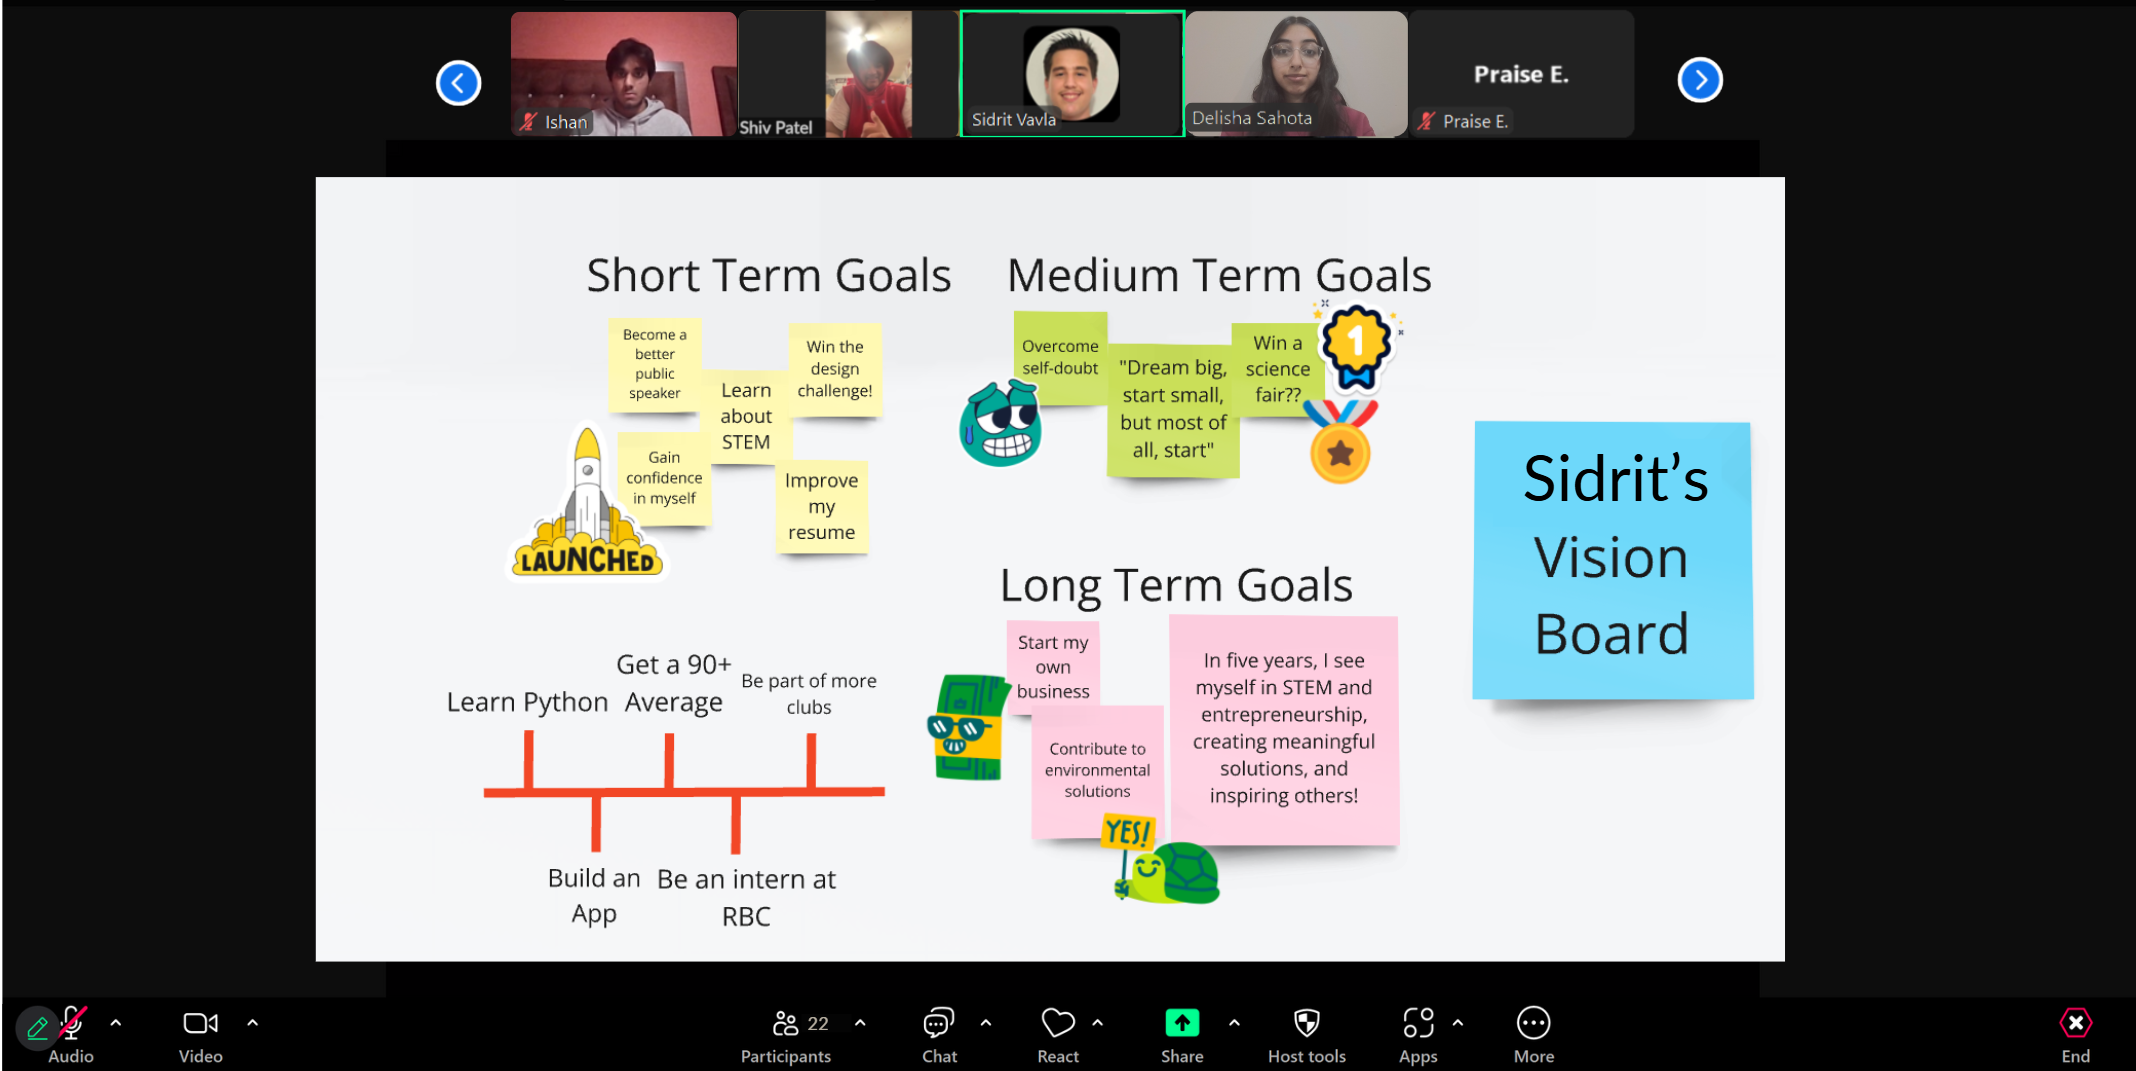 Ishan
Shiv Patel
Sidrit Vavla
Delisha Sahota
Praise E.
Praise E.
Short Term Goals
Become a
better
public
speaker
Learn
about
STEM
Win the
design
challenge!
Gain
confidence
in myself
Improve
my
resume
LAUNCHED
Medium Term Goals
Overcome
self-doubt
"Dream big,
start small,
but most of
all, start"
Win a
science
fair??
1
Sidrit’s
Vision
Board
Long Term Goals
Start my
own
business
Contribute to
environmental
solutions
YES!
In five years, I see
myself in STEM and
entrepreneurship,
creating meaningful
solutions, and
inspiring others!
Learn Python
Get a 90+
Average
Be part of more
clubs
Build an
App
Be an intern at
RBC
Audio
Video
22
Participants
Chat
React
Share
Host tools
Apps
More
End